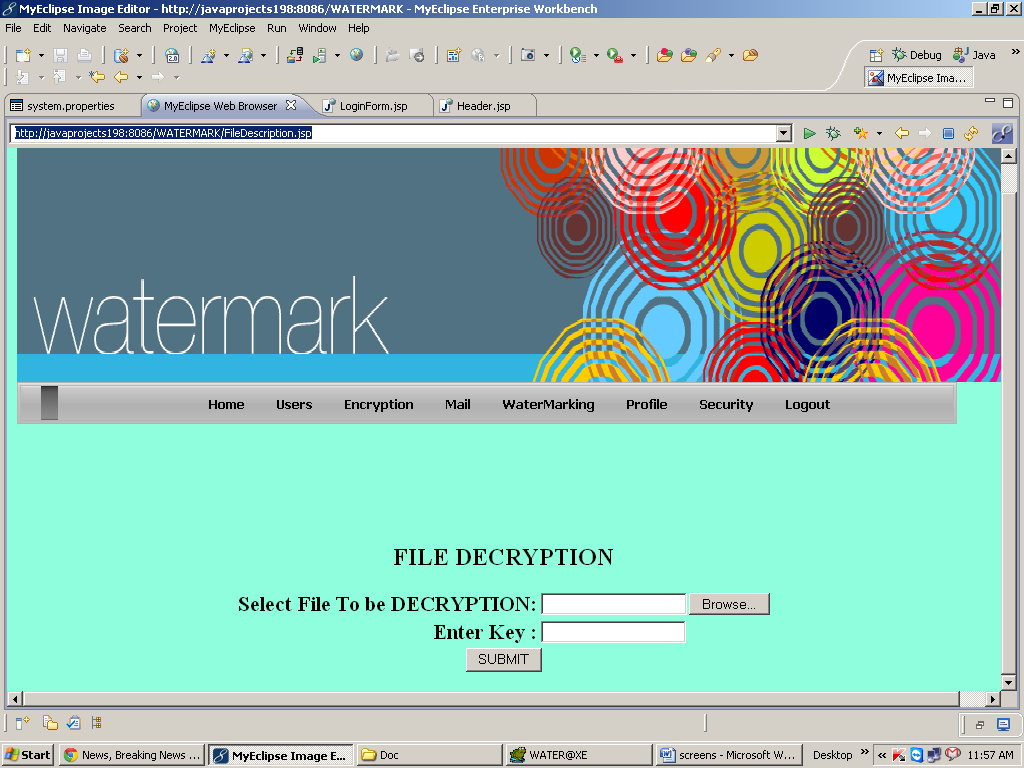 MyEclipse Image Editor - http://javaprojects198:8086/WATERMARK - MyEclipse Enterprise Workbench
File Edit Navigate Search Project MyEclipse Run Window Help
2.0
Debug Java »
MyEclipse Ima...
system.properties MyEclipse Web Browser LoginForm.jsp Header.jsp
http://javaprojects198:8086/WATERMARK/FileDescription.jsp
watermark
Home Users Encryption Mail WaterMarking Profile Security Logout
FILE DECRYPTION
Select File To be DECRYPTION: Browse...
Enter Key :
SUBMIT
Start News, Breaking News ... MyEclipse Image E... Doc WATER@XE screens - Microsoft W... Desktop » « 11:57 AM